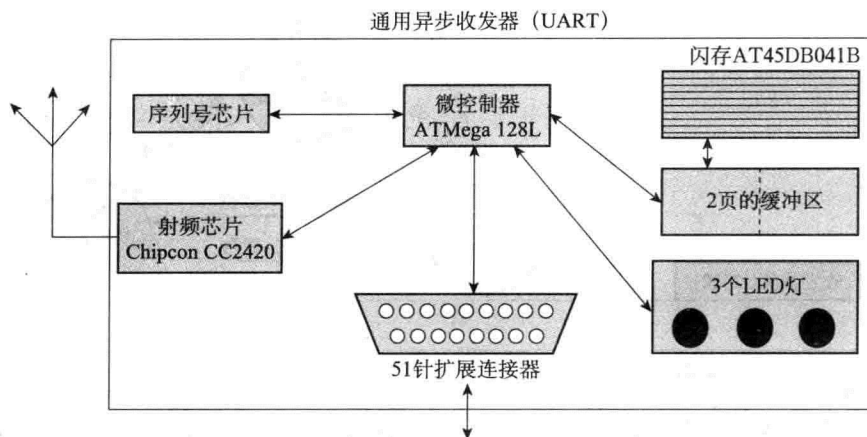 通用异步收发器（UART）
闪存AT45DB041B
序列号芯片
微控制器
ATMega 128L
2页的缓冲区
射频芯片
Chipcon CC2420
3个LED灯
51针扩展连接器